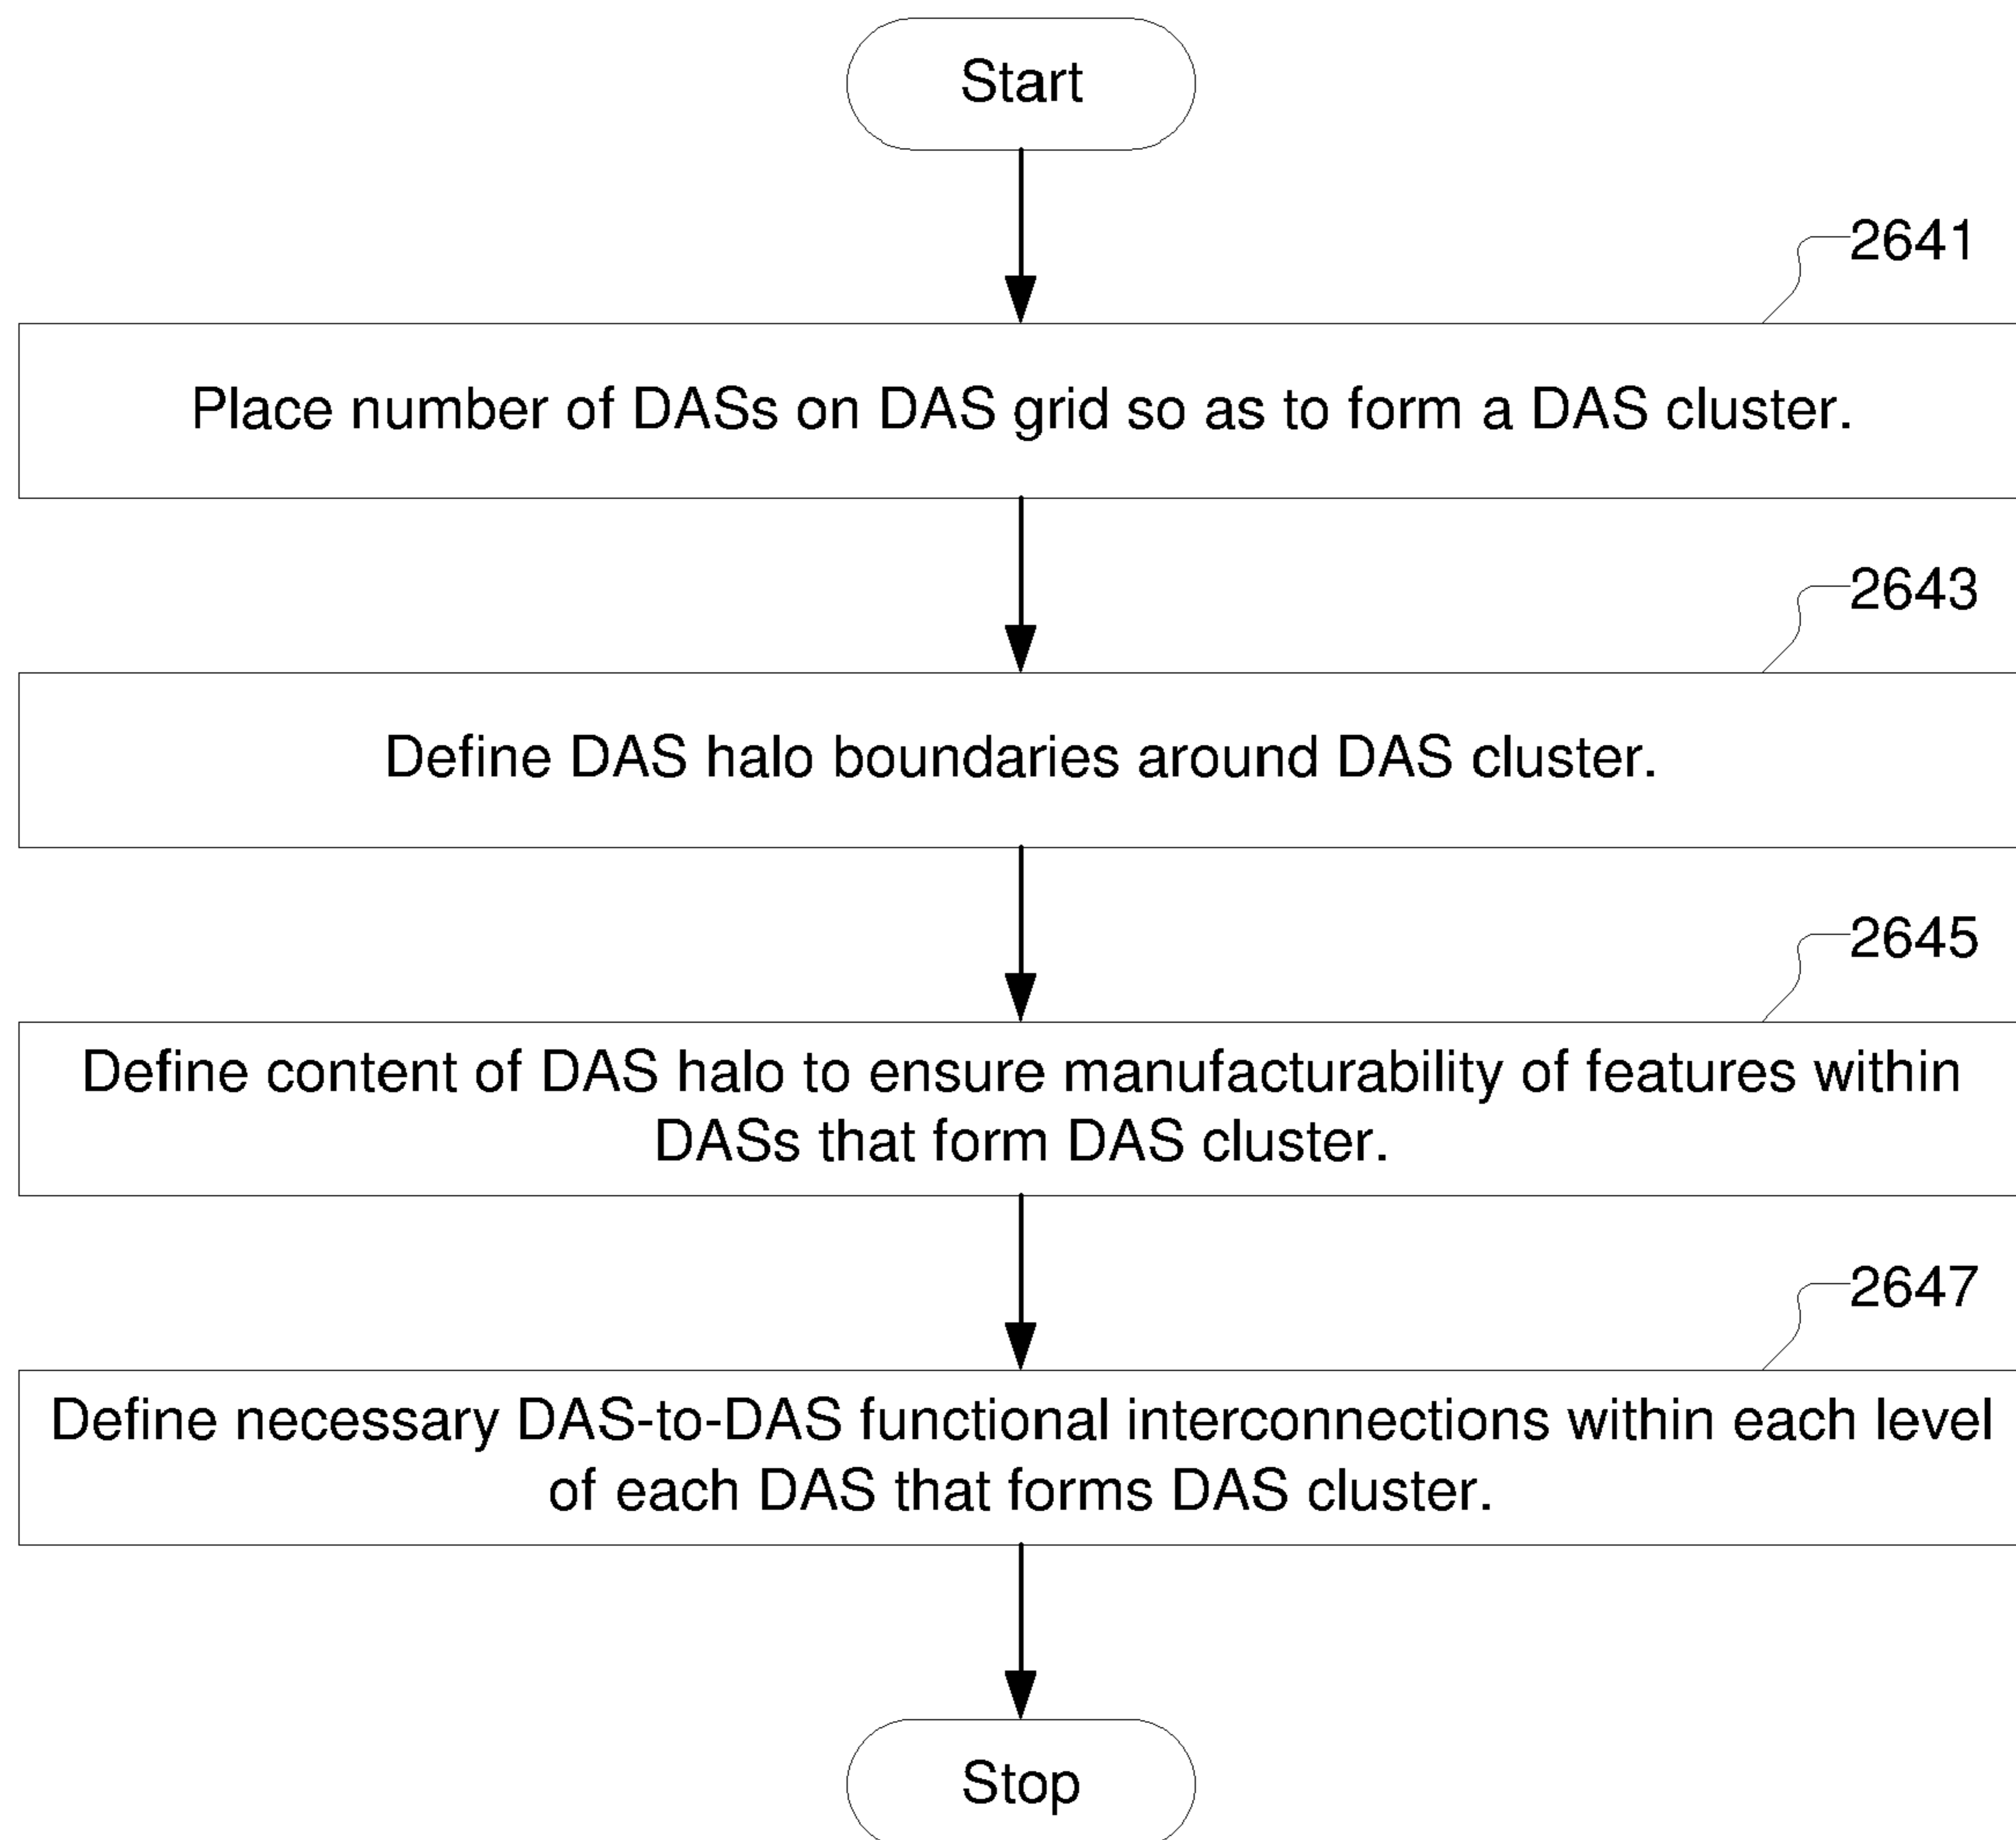 Start
2641
Place number of DASs on DAS grid so as to form a DAS cluster.
2643
Define DAS halo boundaries around DAS cluster.
2645
Define content of DAS halo to ensure manufacturability of features within
DASs that form DAS cluster.
2647
Define necessary DAS-to-DAS functional interconnections within each level
of each DAS that forms DAS cluster.
Stop